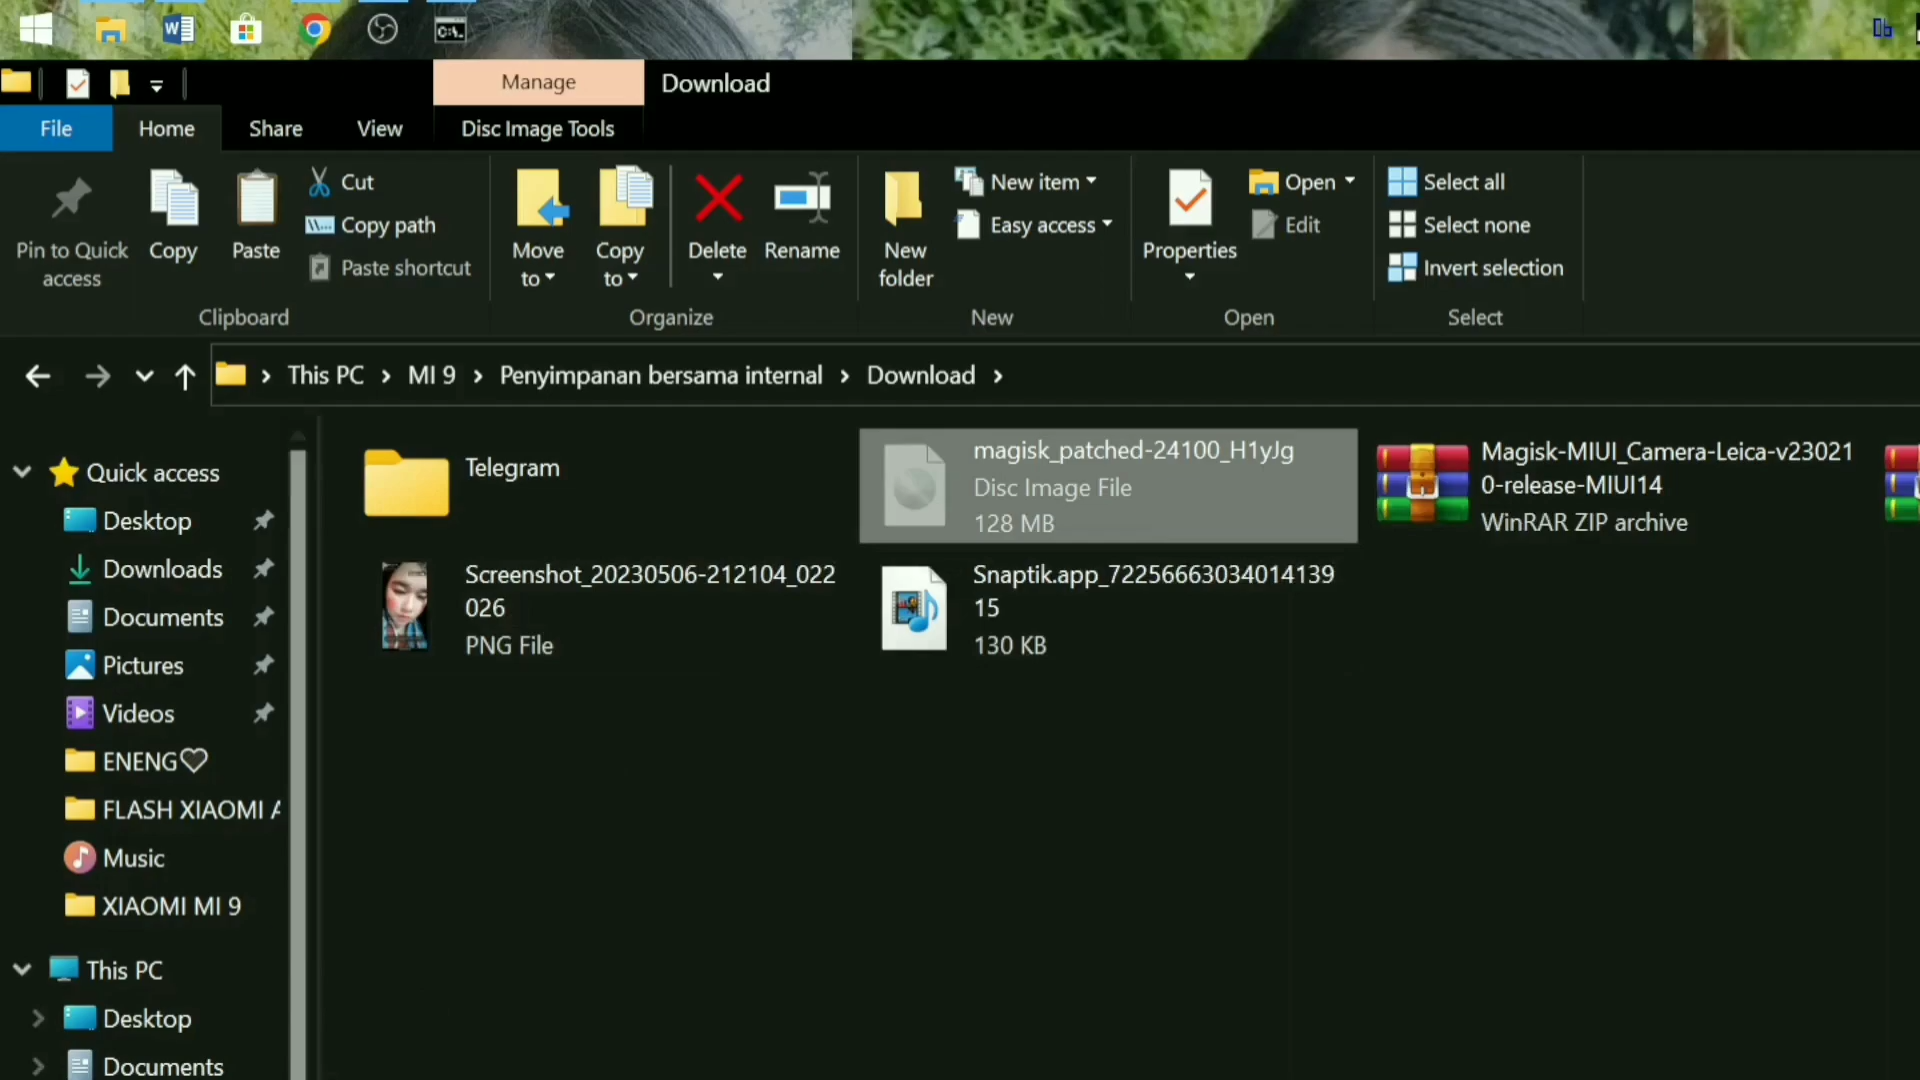 Manage
Download
File
Home
Share
View
Disc Image Tools
Pin to Quick
access
Copy
Paste
Cut
Copy path
Paste shortcut
Clipboard
Move
to
Copy
to
Delete
Rename
Organize
New
folder
New item
Easy access
New
Properties
Open
Edit
Open
Select all
Select none
Invert selection
Select
This PC
MI 9
Penyimpanan bersama internal
Download
Quick access
Desktop
Downloads
Documents
Pictures
Videos
ENENG♡
FLASH XIAOMI A
Music
XIAOMI MI 9
This PC
Desktop
Documents
Telegram
magisk_patched-24100_H1yJg
Disc Image File
128 MB
Magisk-MIUI_Camera-Leica-v23021
0-release-MIUI14
WinRAR ZIP archive
Screenshot_20230506-212104_022
026
PNG File
Snaptik.app_72256663034014139
15
130 KB